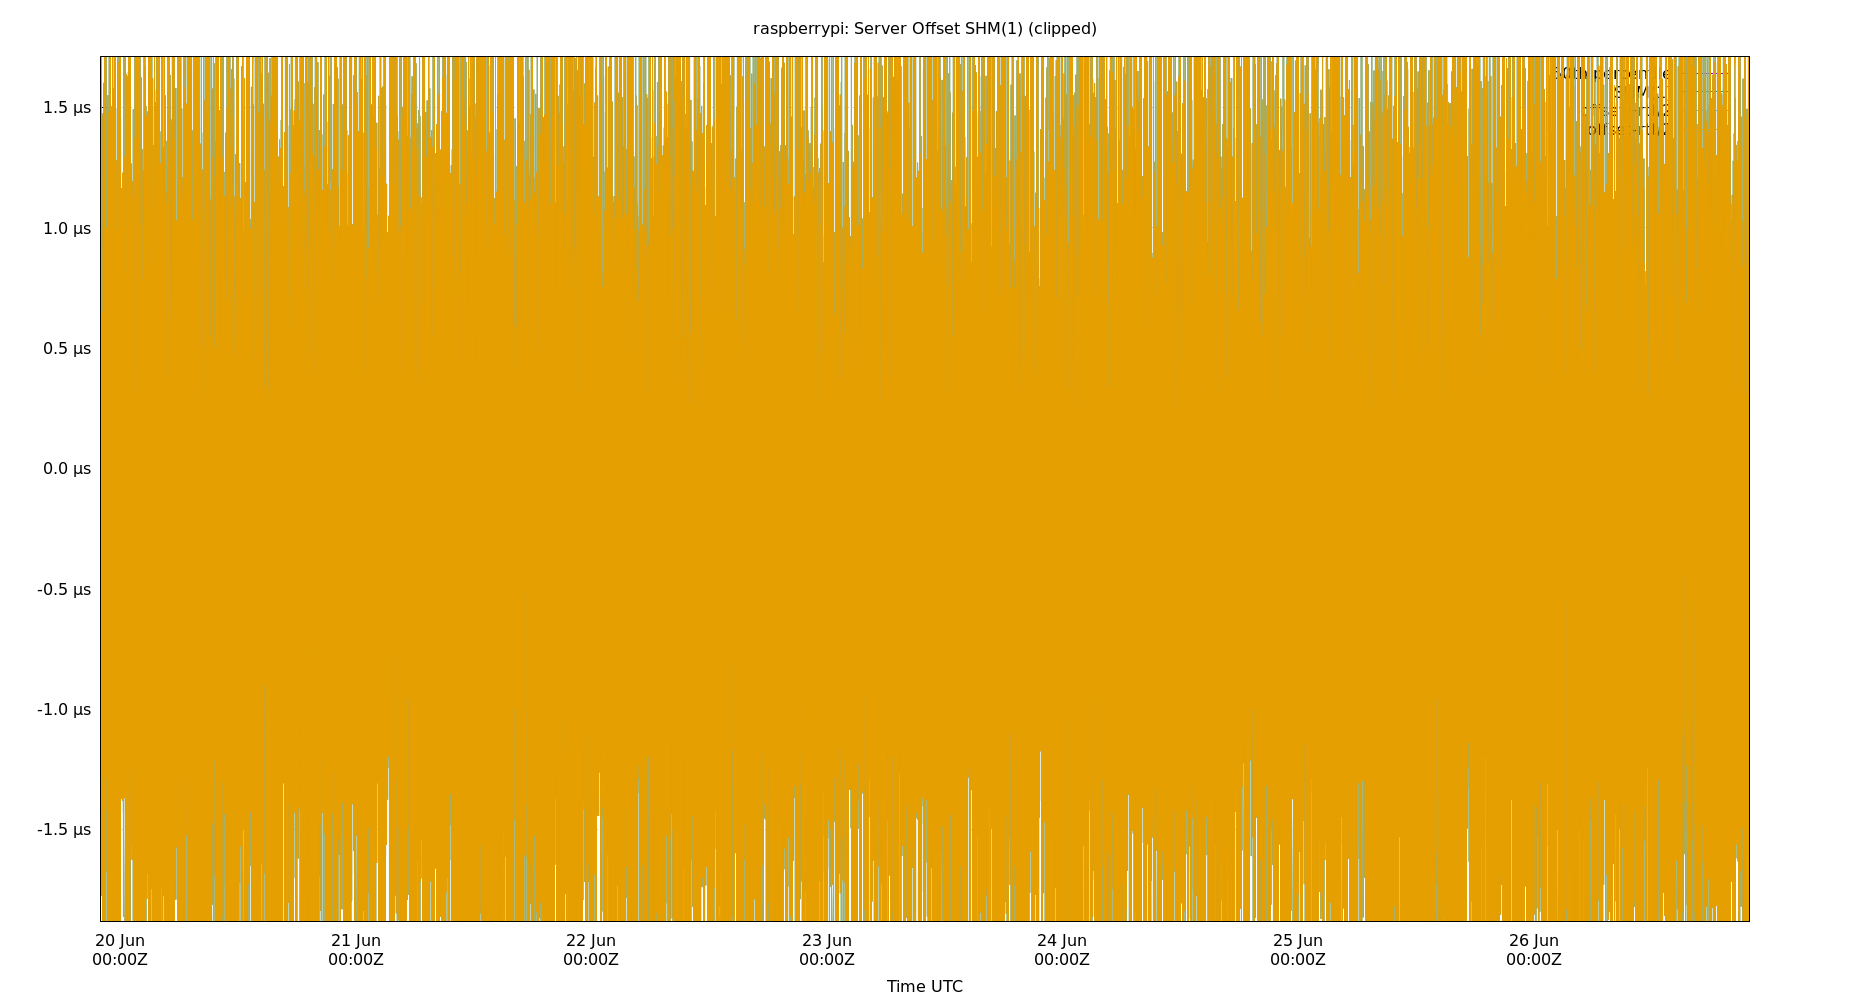 raspberrypi: Server Offset SHM(1) (clipped)
1.5 µs
1.0 µs
0.5 µs
0.0 µs
-0.5 µs
-1.0 µs
-1.5 µs
20 Jun
00:00Z
21 Jun
00:00Z
22 Jun
00:00Z
23 Jun
00:00Z
24 Jun
00:00Z
25 Jun
00:00Z
26 Jun
00:00Z
Time UTC